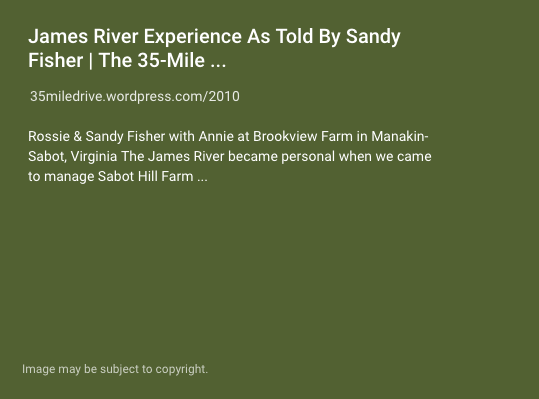 James River Experience As Told By Sandy
Fisher | The 35-Mile ...
35miledrive.wordpress.com/2010
Rossie & Sandy Fisher with Annie at Brookview Farm in Manakin-
Sabot, Virginia The James River became personal when we came
to manage Sabot Hill Farm ...
Image may be subject to copyright.